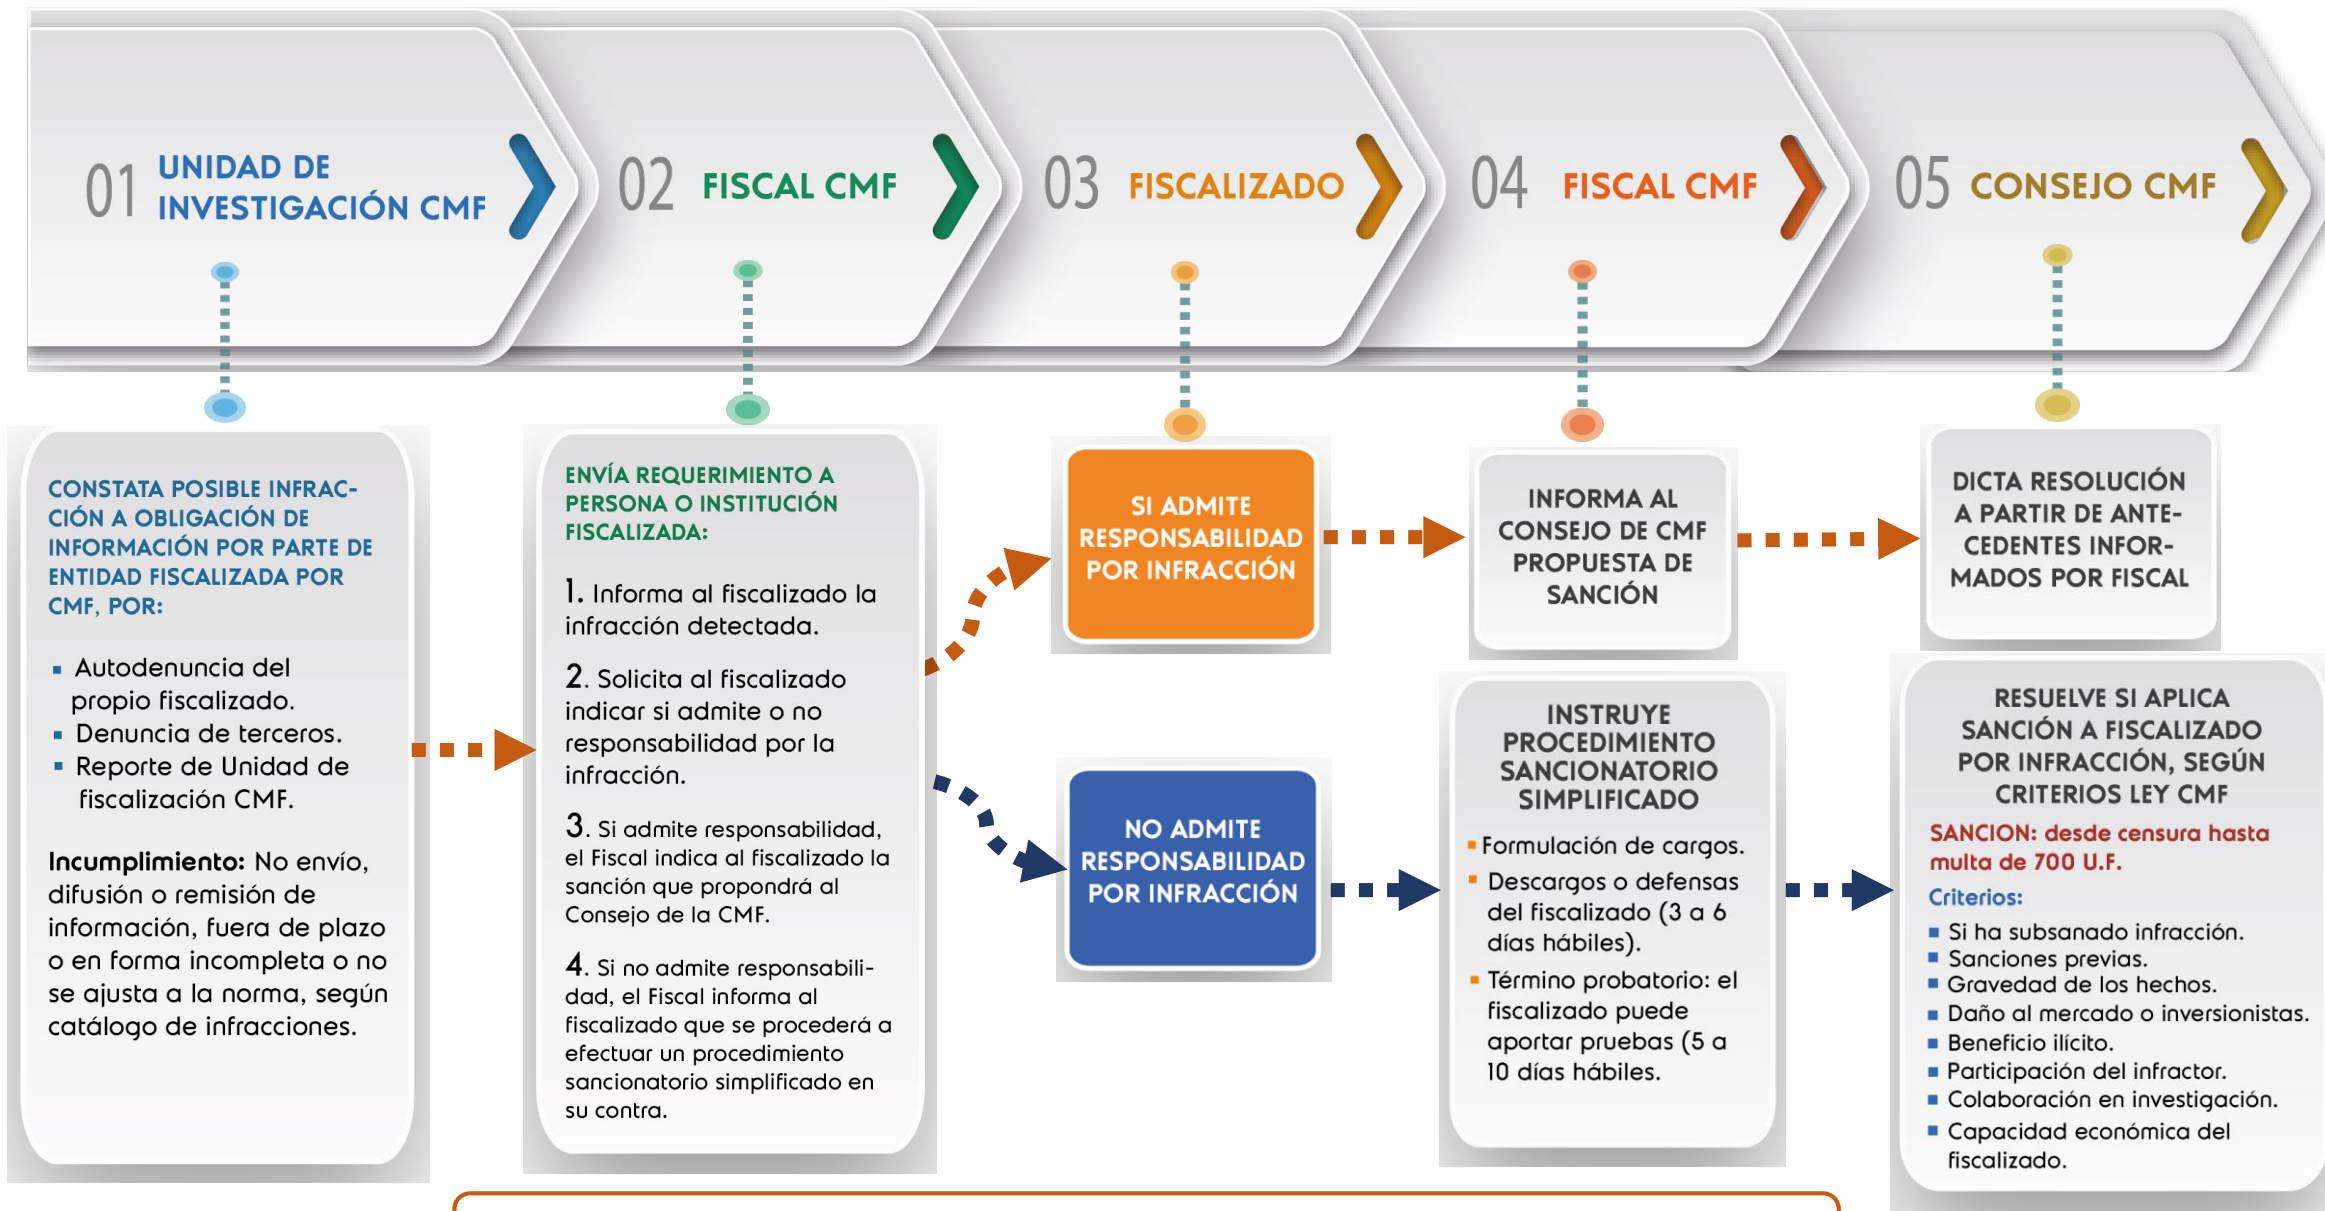 01 UNIDAD DE
INVESTIGACIÓN CMF
02 FISCAL CMF
03 FISCALIZADO
04 FISCAL CMF
05 CONSEJO CMF
CONSTATA POSIBLE INFRAC-
CIÓN A OBLIGACIÓN DE
INFORMACIÓN POR PARTE DE
ENTIDAD FISCALIZADA POR
CMF, POR:
Autodenuncia del
propio fiscalizado.
Denuncia de terceros.
Reporte de Unidad de
fiscalización CMF.
Incumplimiento: No envío,
difusión o remisión de
información, fuera de plazo
o en forma incompleta o no
se ajusta a la norma, según
catálogo de infracciones.
ENVÍA REQUERIMIENTO A
PERSONA O INSTITUCIÓN
FISCALIZADA:
1. Informa al fiscalizado la
infracción detectada.
2. Solicita al fiscalizado
indicar si admite o no
responsabilidad por la
infracción.
3. Si admite responsabilidad,
el Fiscal indica al fiscalizado la
sanción que propondrá al
Consejo de la CMF.
4. Si no admite responsabili-
dad, el Fiscal informa al
fiscalizado que se procederá a
efectuar un procedimiento
sancionatorio simplificado en
su contra.
SI ADMITE
RESPONSABILIDAD
POR INFRACCIÓN
NO ADMITE
RESPONSABILIDAD
POR INFRACCIÓN
INFORMA AL
CONSEJO DE CMF
PROPUESTA DE
SANCIÓN
INSTRUYE
PROCEDIMIENTO
SANCIONATORIO
SIMPLIFICADO
Formulación de cargos.
Descargos o defensas
del fiscalizado (3 a 6
días hábiles).
Término probatorio: el
fiscalizado puede
aportar pruebas (5 a
10 días hábiles.
DICTA RESOLUCIÓN
A PARTIR DE ANTE-
CEDENTES INFOR-
MADOS POR FISCAL
RESUELVE SI APLICA
SANCIÓN A FISCALIZADO
POR INFRACCIÓN, SEGÚN
CRITERIOS LEY CMF
SANCION: desde censura hasta
multa de 700 U.F.
Criterios:
Si ha subsanado infracción.
Sanciones previas.
Gravedad de los hechos.
Daño al mercado o inversionistas.
Beneficio ilícito.
Participación del infractor.
Colaboración en investigación.
Capacidad económica del
fiscalizado.